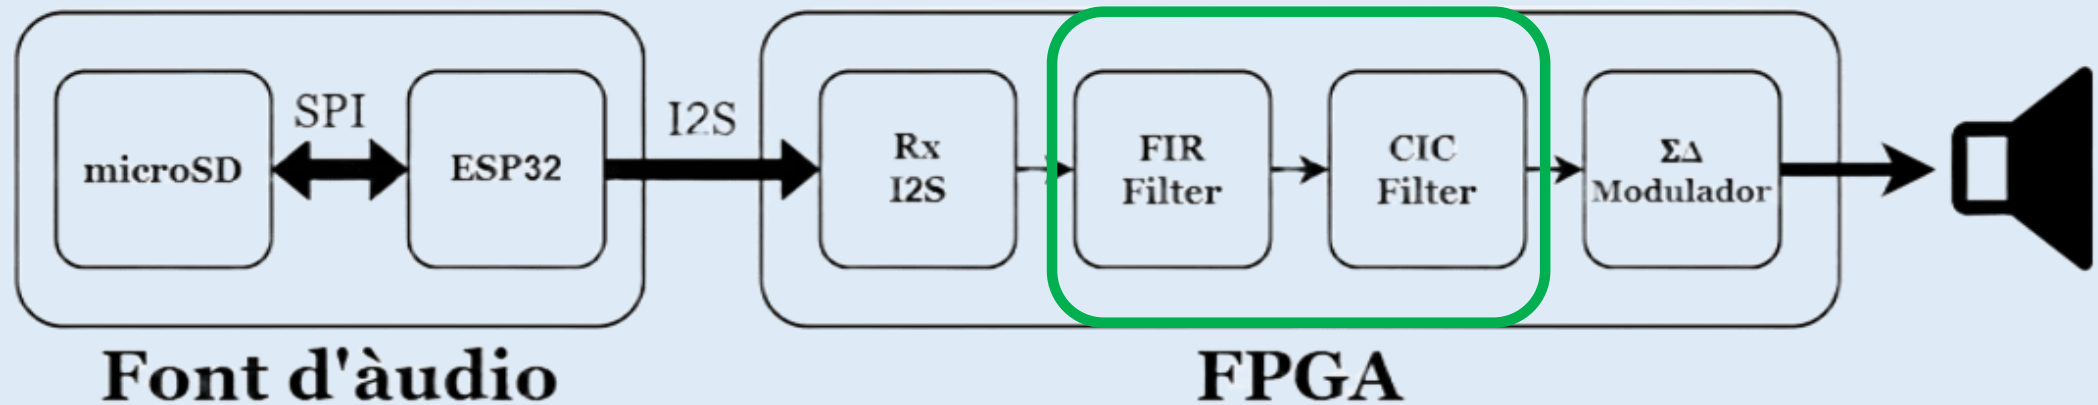 microSD
SPI
ESP32
I2S
Rx
I2S
FIR
Filter
CIC
Filter
ΣΔ
Modulador
Font d'àudio
FPGA